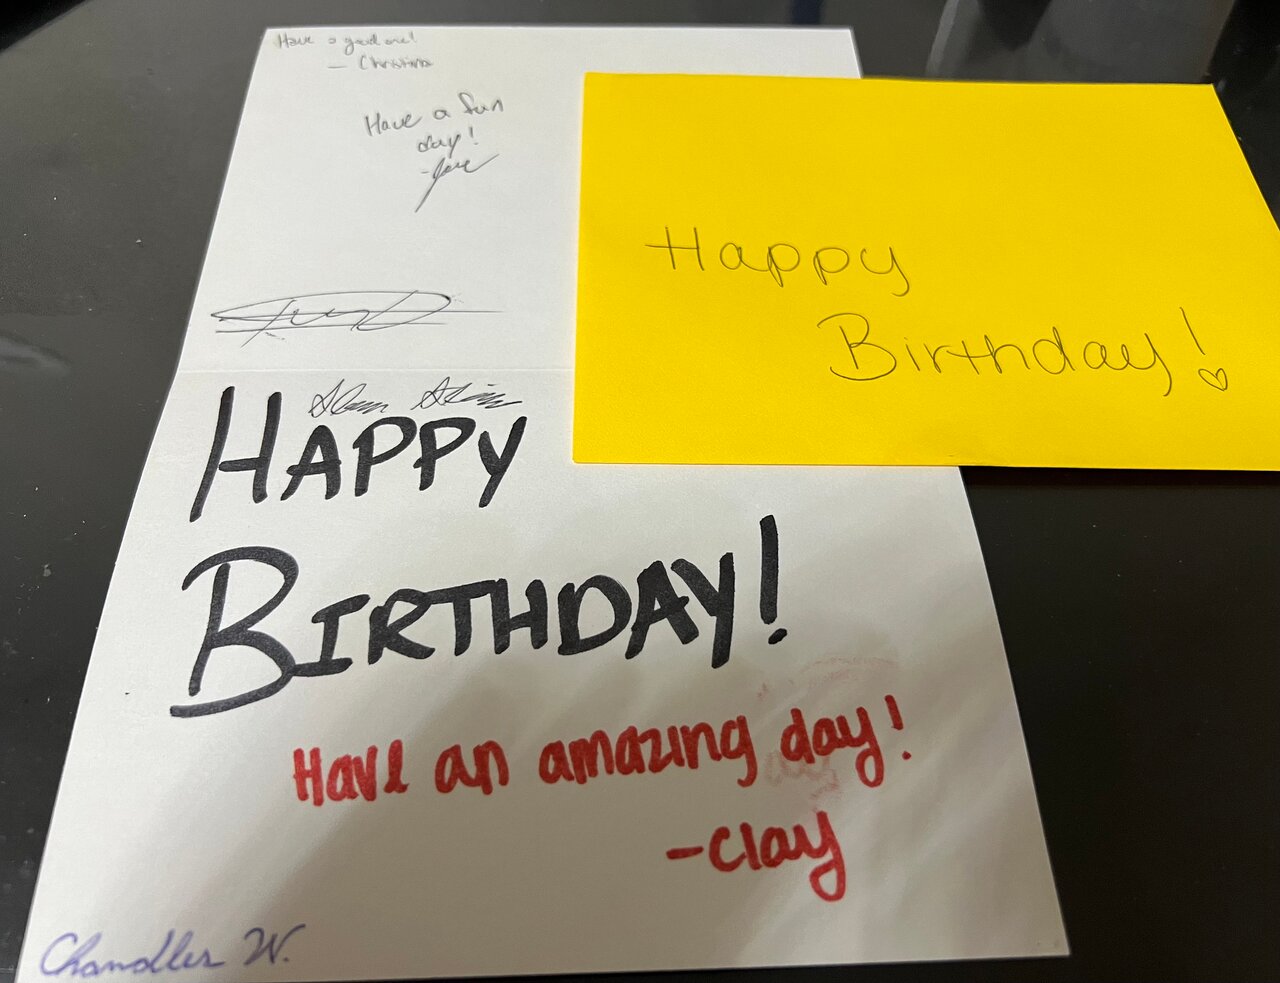 Have a good one!
- Christina
Have a fun
day!
HAPPY
BIRTHDAY!
Have an amazing day!
-Clay
Chandler W.
Happy
Birthday!